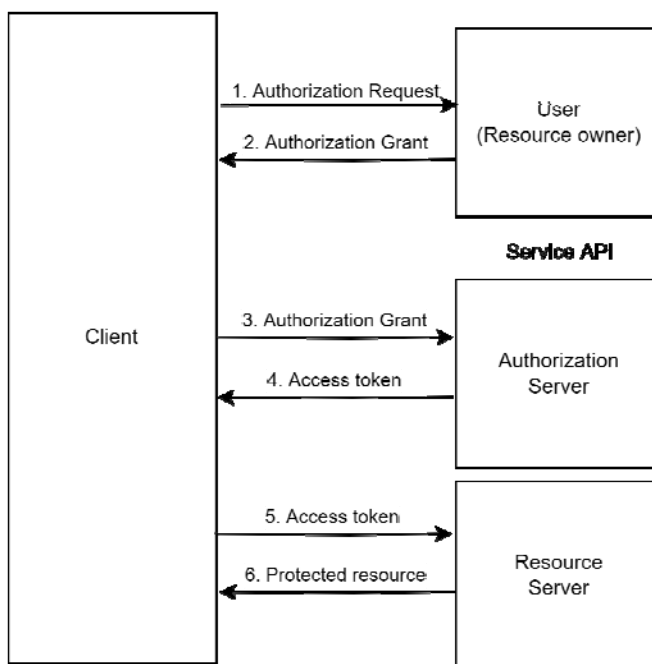 1. Authorization Request
User
(Resource owner)
2. Authorization Grant
Service API
Client
3. Authorization Grant
Authorization
Server
4. Access token
5. Access token
Resource
Server
6. Protected resource